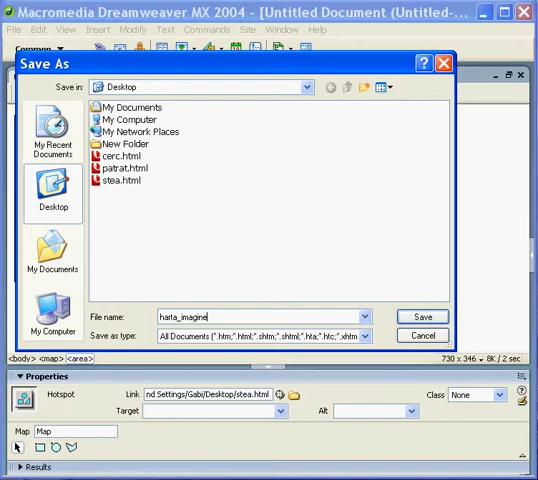 Macromedia Dreamweaver MX 2004 - [Untitled Document (Untitled-...
File Edit View Insert Modify Text Commands Site Window Help
Common
Save As
Save in: Desktop
My Recent Documents
Desktop
My Documents
My Computer
My Documents
My Computer
My Network Places
New Folder
cerc.html
patrat.html
stea.html
File name: harta_imagine Save
Save as type: All Documents (*.htm;*.html;*.shtm;*.shtml;*.hta;*.htc;*.xhtm Cancel
<body> <map> <area> 730 x 346 8K / 2 sec
Properties
Hotspot Link nd Settings/Gabi/Desktop/stea.html Class None
Target Alt
Map Map
Results